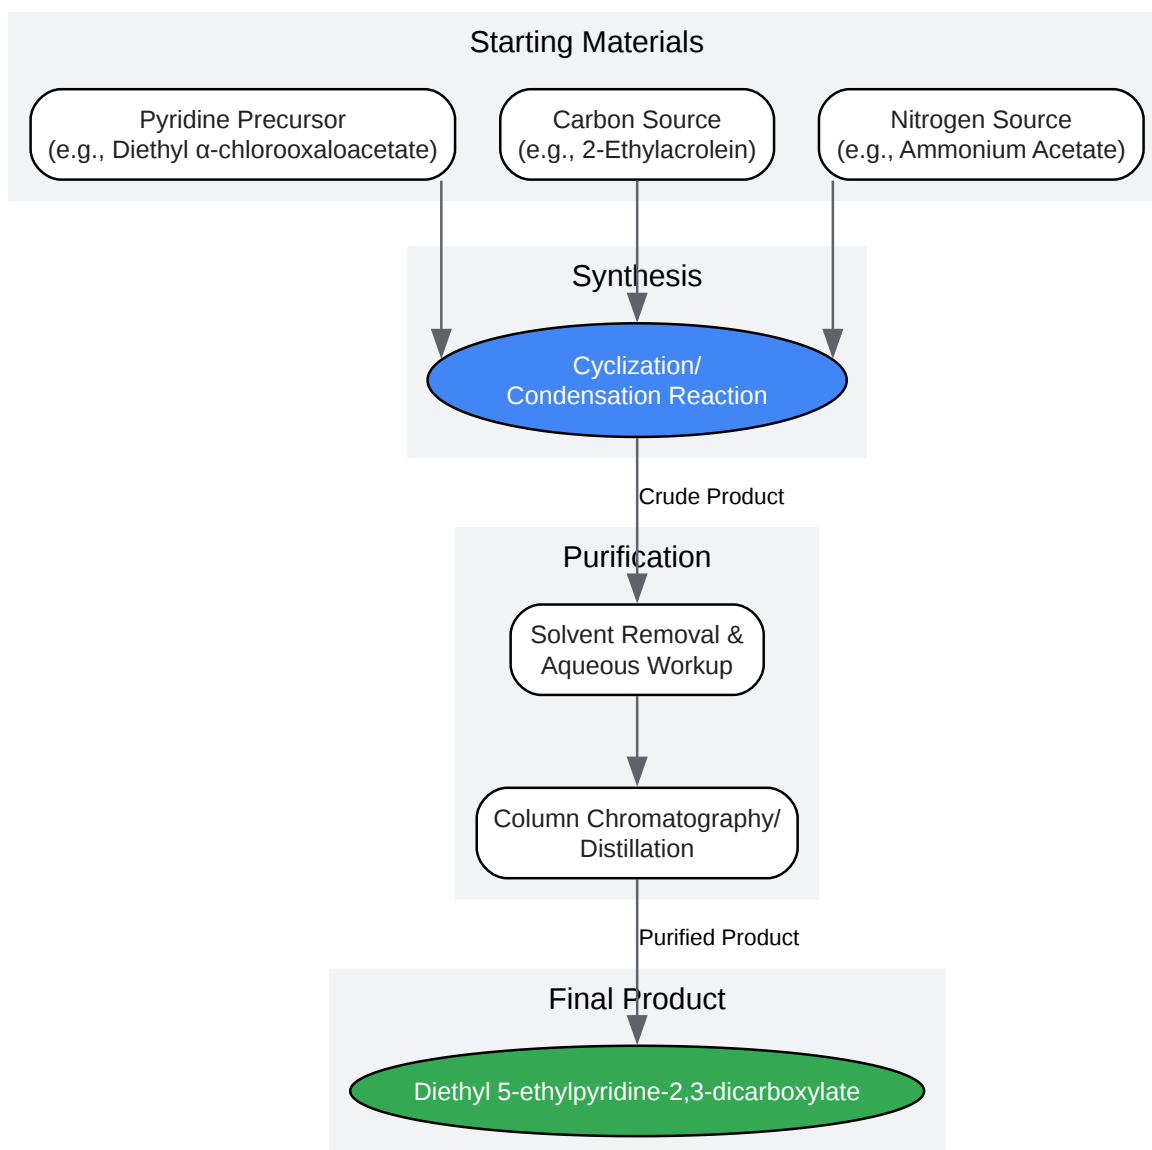 Starting Materials
Pyridine Precursor
(e.g., Diethyl α-chlorooxaloacetate)
Carbon Source
(e.g., 2-Ethylacrolein)
Nitrogen Source
(e.g., Ammonium Acetate)
Synthesis
Cyclization/
Condensation Reaction
Crude Product
Purification
Solvent Removal &
Aqueous Workup
Column Chromatography/
Distillation
Purified Product
Final Product
Diethyl 5-ethylpyridine-2,3-dicarboxylate